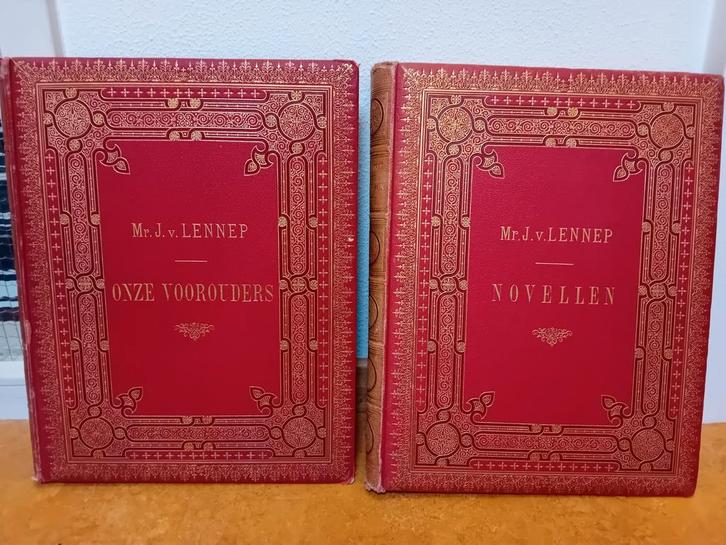 Mr. J. v. LENNEP
ONZE VOOROUDERS
Mr. J. v. LENNEP
NOVELLEN